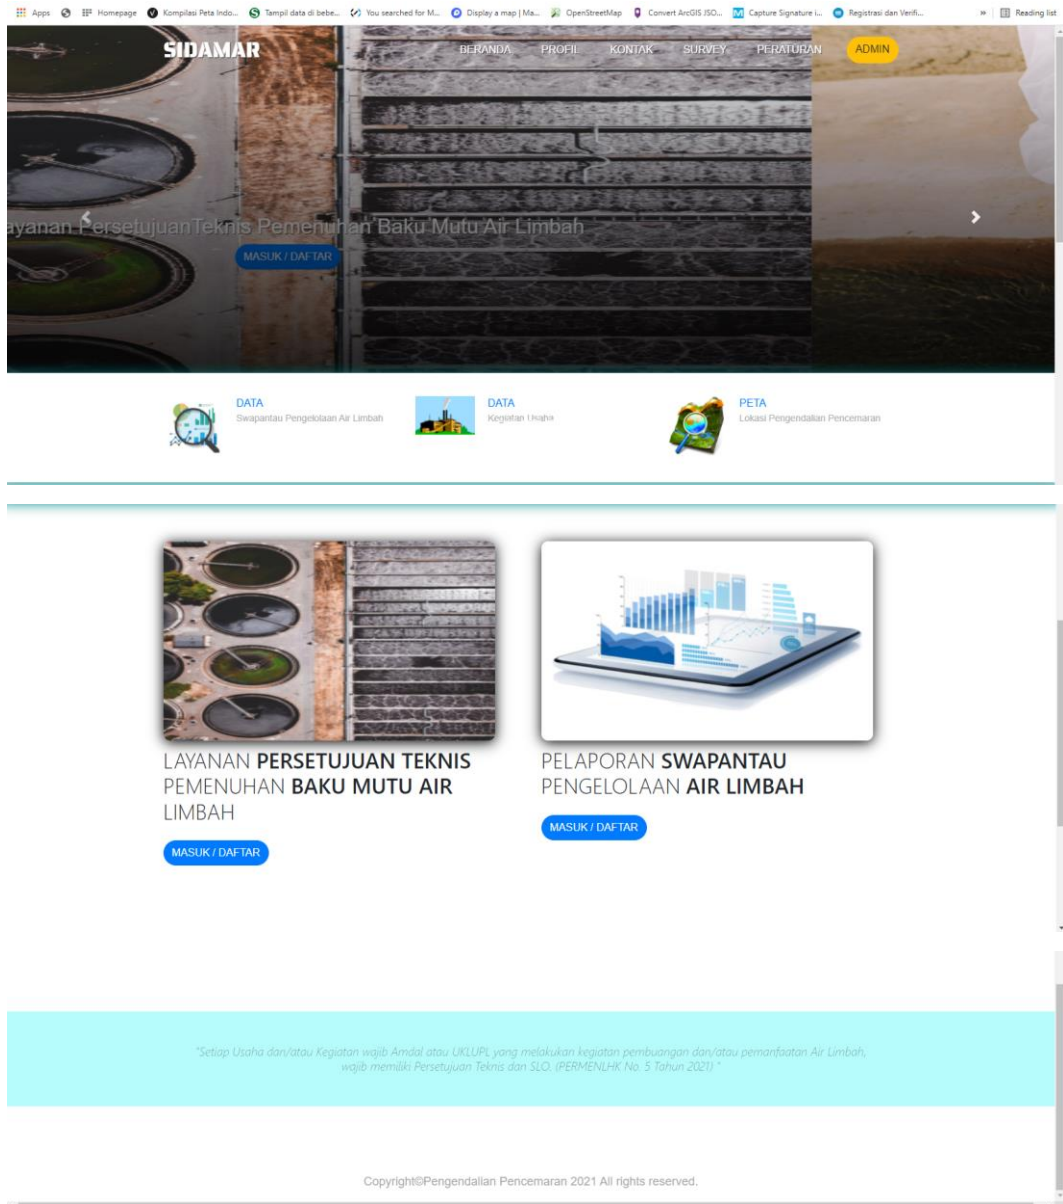 Apps Homepage Kompilasi Peta Indo... Tampil data di bebe... You searched for M... Display a map | Ma... OpenStreetMap Convert ArcGIS JSO... Capture Signature i... Registrasi dan Verifi... » Reading list
SIDAMAR BERANDA PROFIL KONTAK SURVEY PERATURAN ADMIN
ayanan PersetujuanTeknis Pemenuhan Baku Mutu Air Limbah
MASUK / DAFTAR
DATA
Swapantau Pengelolaan Air Limbah
DATA
Kegiatan Usaha
PETA
Lokasi Pengendalian Pencemaran
LAYANAN PERSETUJUAN TEKNIS
PEMENUHAN BAKU MUTU AIR
LIMBAH
MASUK / DAFTAR
PELAPORAN SWAPANTAU
PENGELOLAAN AIR LIMBAH
MASUK / DAFTAR
"Setiap Usaha dan/atau Kegiatan wajib Amdal atau UKLUPL yang melakukan kegiatan pembuangan dan/atau pemanfaatan Air Limbah,
wajib memiliki Persetujuan Teknis dan SLO. (PERMENLHK No. 5 Tahun 2021) "
Copyright©Pengendalian Pencemaran 2021 All rights reserved.